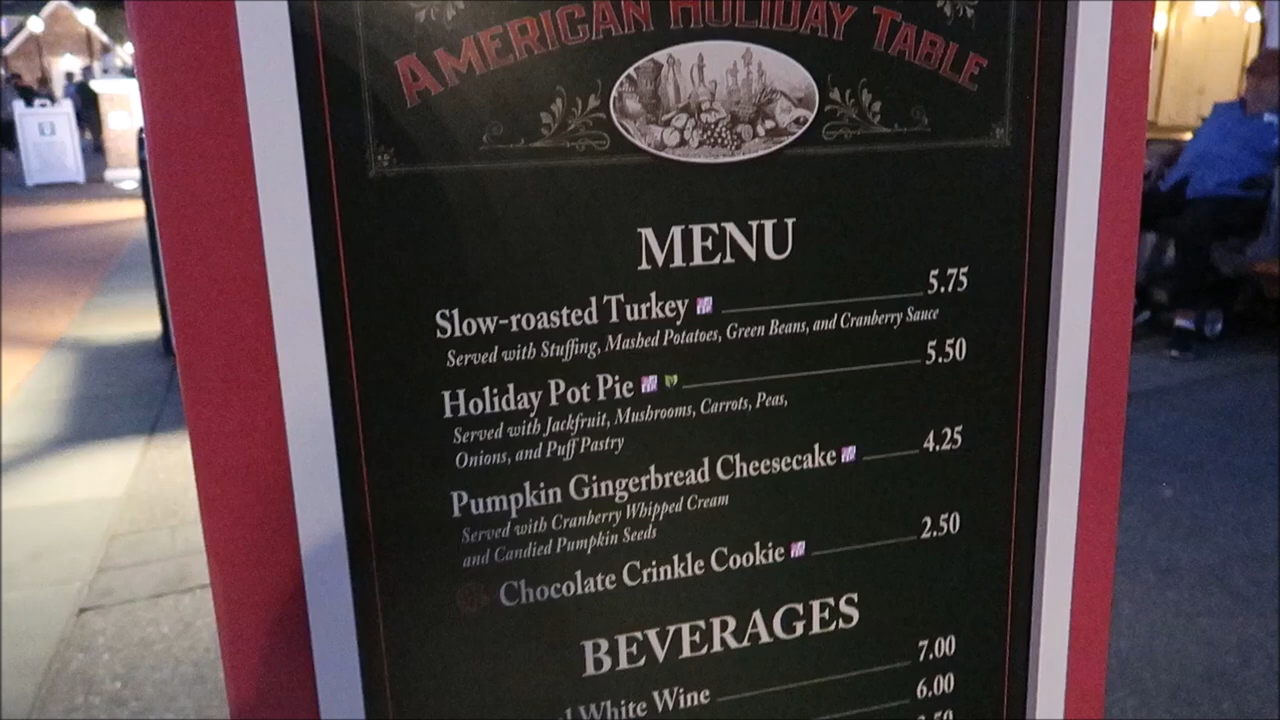 AMERICAN HOLIDAY TABLE
MENU
Slow-roasted Turkey 5.75
Served with Stuffing, Mashed Potatoes, Green Beans, and Cranberry Sauce
Holiday Pot Pie 5.50
Served with Jackfruit, Mushrooms, Carrots, Peas,
Onions, and Puff Pastry
Pumpkin Gingerbread Cheesecake 4.25
Served with Cranberry Whipped Cream
and Candied Pumpkin Seeds
Chocolate Crinkle Cookie 2.50
BEVERAGES
7.00
White Wine 6.00